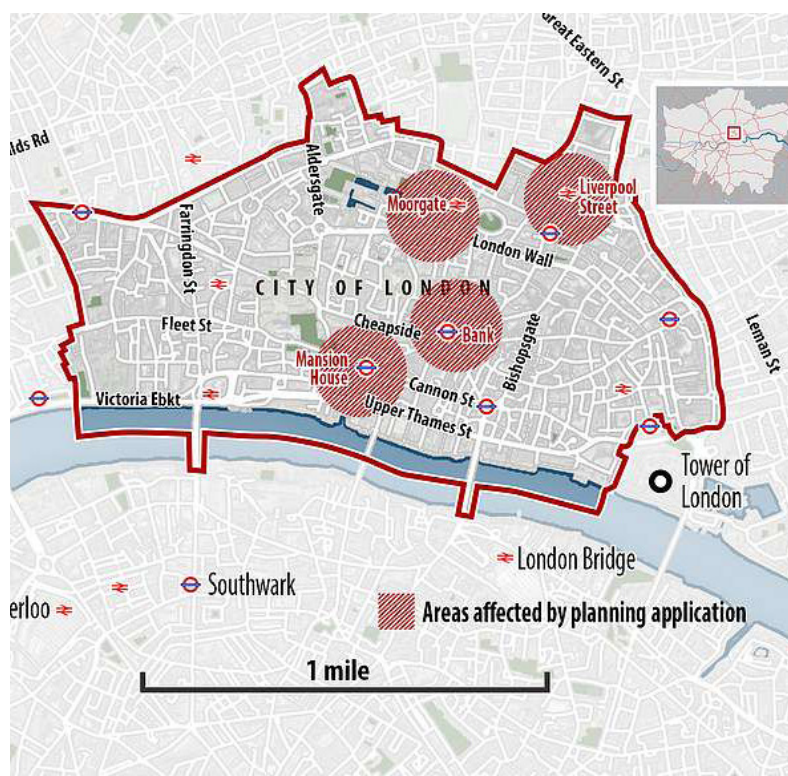 Great Eastern St
lds Rd
Aldersgate
Moorgate
Liverpool
Street
Farringdon St
London Wall
CITY OF LONDON
Fleet St
Cheapside
Bank
Bishopsgate
Leman St
Mansion
House
Cannon St
Victoria Ebkt
Upper Thames St
Tower of
London
London Bridge
Southwark
erloo
Areas affected by planning application
1 mile